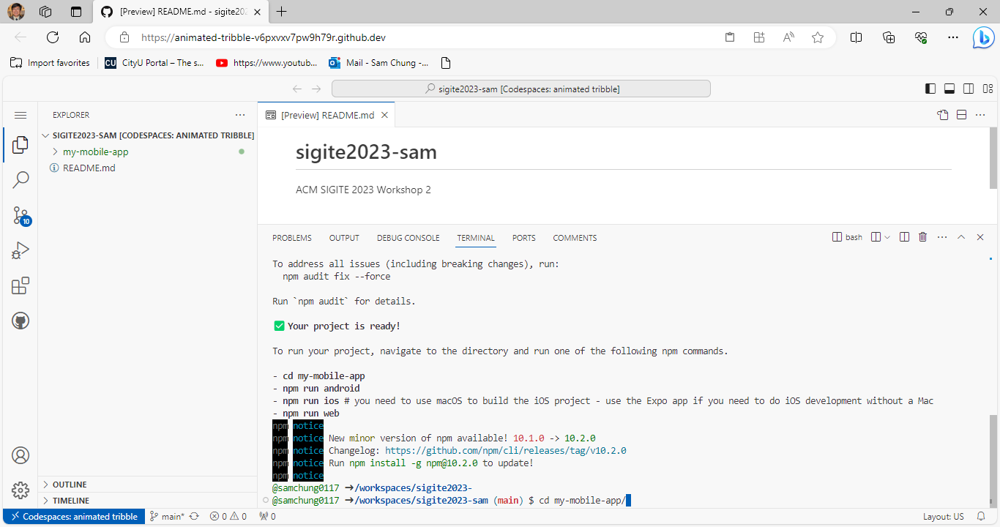 [Preview] README.md - sigite202
https://animated-tribble-v6pxvxv7pw9h79r.github.dev
Import favorites
CU CityU Portal – The s...
https://www.youtub...
Mail - Sam Chung -...
sigite2023-sam [Codespaces: animated tribble]
EXPLORER
[Preview] README.md
SIGITE2023-SAM [CODESPACES: ANIMATED TRIBBLE]
my-mobile-app
README.md
10
OUTLINE
TIMELINE
sigite2023-sam
ACM SIGITE 2023 Workshop 2
PROBLEMS OUTPUT DEBUG CONSOLE TERMINAL PORTS COMMENTS
bash
To address all issues (including breaking changes), run:
npm audit fix --force
Run `npm audit` for details.
✅ Your project is ready!
To run your project, navigate to the directory and run one of the following npm commands.
- cd my-mobile-app
- npm run android
- npm run ios # you need to use macOS to build the iOS project - use the Expo app if you need to do iOS development without a Mac
- npm run web
npm notice
npm notice New minor version of npm available! 10.1.0 -> 10.2.0
npm notice Changelog: https://github.com/npm/cli/releases/tag/v10.2.0
npm notice Run npm install -g npm@10.2.0 to update!
npm notice
@samchung0117 ➜/workspaces/sigite2023-
@samchung0117 ➜/workspaces/sigite2023-sam (main) $ cd my-mobile-app/
Codespaces: animated tribble
main*
0 0
0
Layout: US